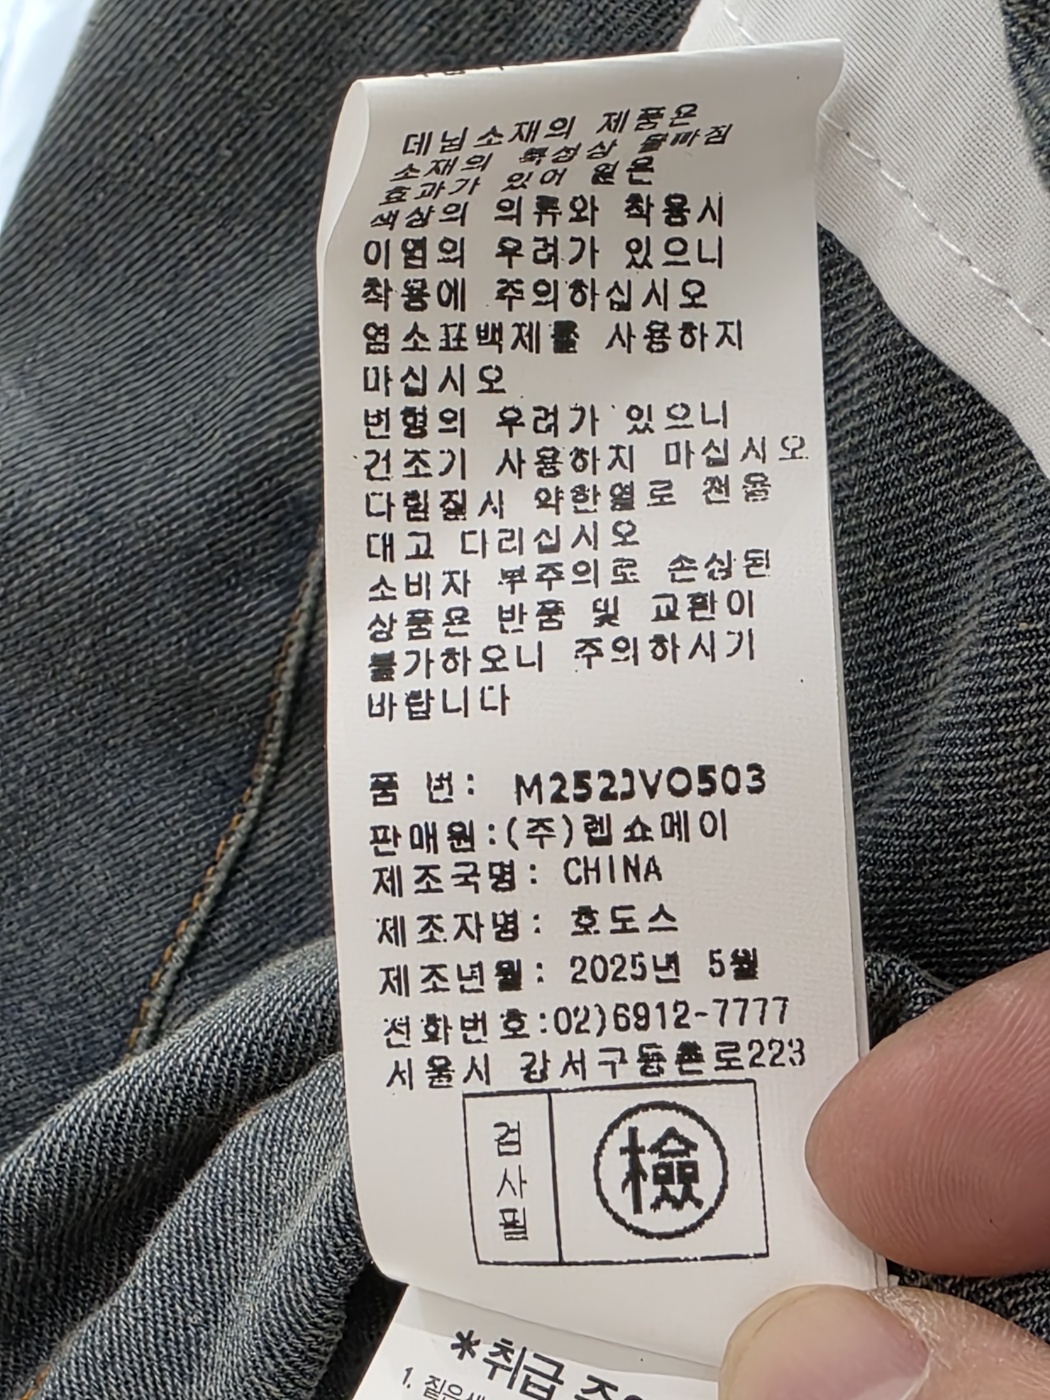 데님소재의 제품은
소재의 특성상 물빠짐
효과가 있어 옅은
색상의 의류와 착용시
이염의 우려가 있으니
착용에 주의하십시오
염소표백제를 사용하지
마십시오
변형의 우려가 있으니
건조기 사용하지 마십시오
다림질시 약한열로 천을
대고 다리십시오
소비자 부주의로 손상된
상품은 반품 및 교환이
불가하오니 주의하시기
바랍니다
품 번: M252JVO503
판매원:(주)렙쇼메이
제조국명: CHINA
제조자명: 호도스
제조년월: 2025년 5월
전화번호:02)6912-7777
서울시 강서구등촌로223
검사필
檢
*취급
1. 짙은색